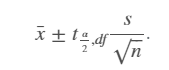 x̄ ± t_{α/2, df} s/√n.